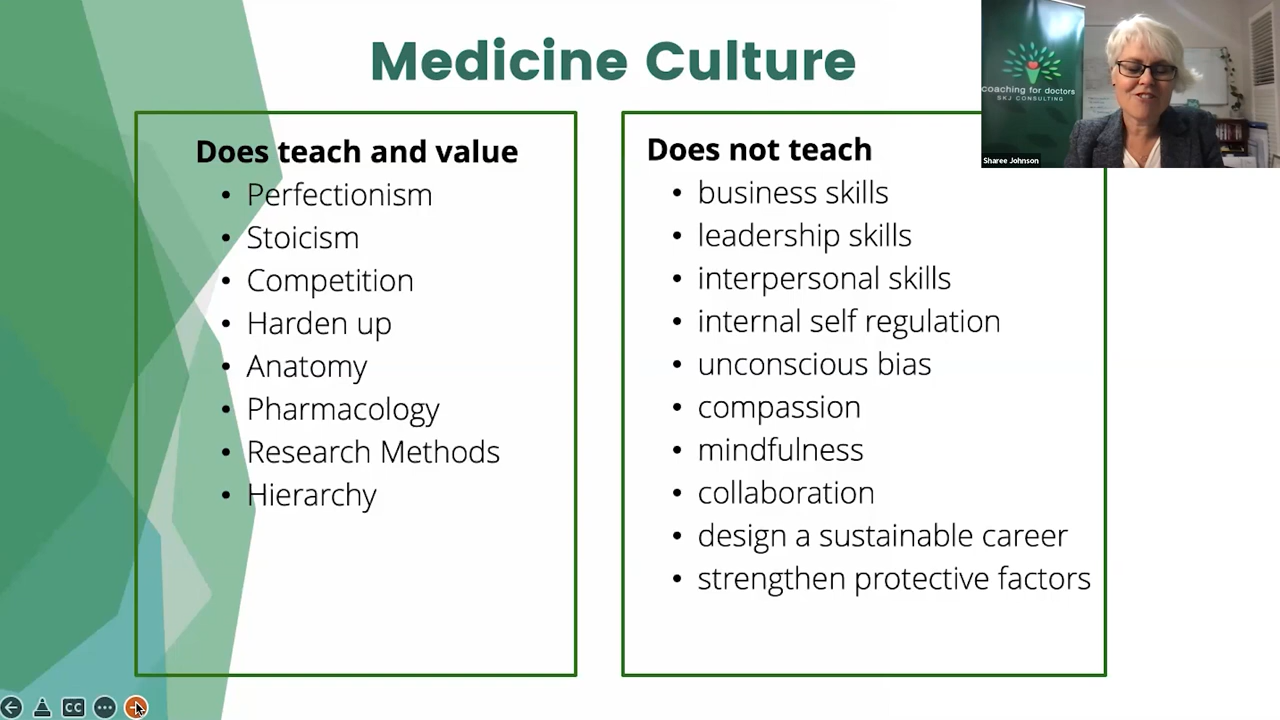 Medicine Culture
Does teach and value
• Perfectionism
• Stoicism
• Competition
• Harden up
• Anatomy
• Pharmacology
• Research Methods
• Hierarchy
Does not teach
• business skills
• leadership skills
• interpersonal skills
• internal self regulation
• unconscious bias
• compassion
• mindfulness
• collaboration
• design a sustainable career
• strengthen protective factors
coaching for doctors
SKJ CONSULTING
Sharee Johnson
CC